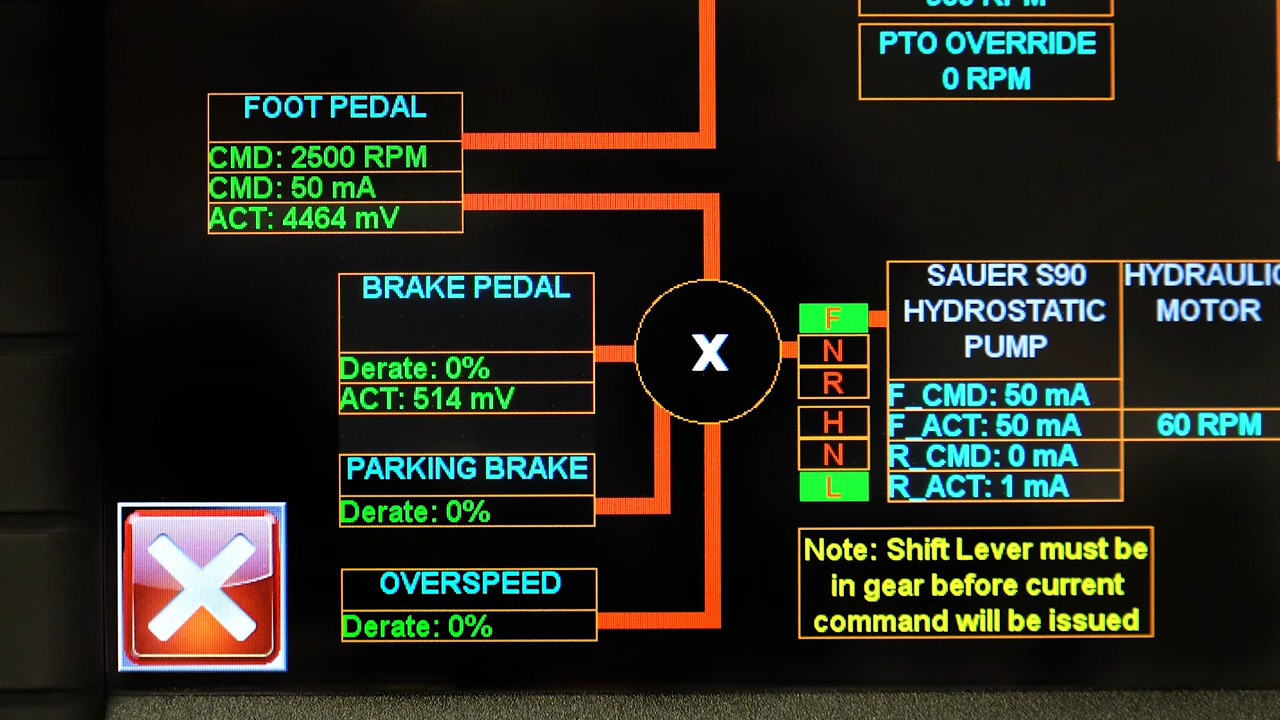 PTO OVERRIDE
0 RPM
FOOT PEDAL
CMD: 2500 RPM
CMD: 50 mA
ACT: 4464 mV
BRAKE PEDAL
Derate: 0%
ACT: 514 mV
PARKING BRAKE
Derate: 0%
OVERSPEED
Derate: 0%
X
F
N
R
H
N
L
SAUER S90
HYDROSTATIC
PUMP
F_CMD: 50 mA
F_ACT: 50 mA
R_CMD: 0 mA
R_ACT: 1 mA
HYDRAULIC
MOTOR
60 RPM
Note: Shift Lever must be
in gear before current
command will be issued